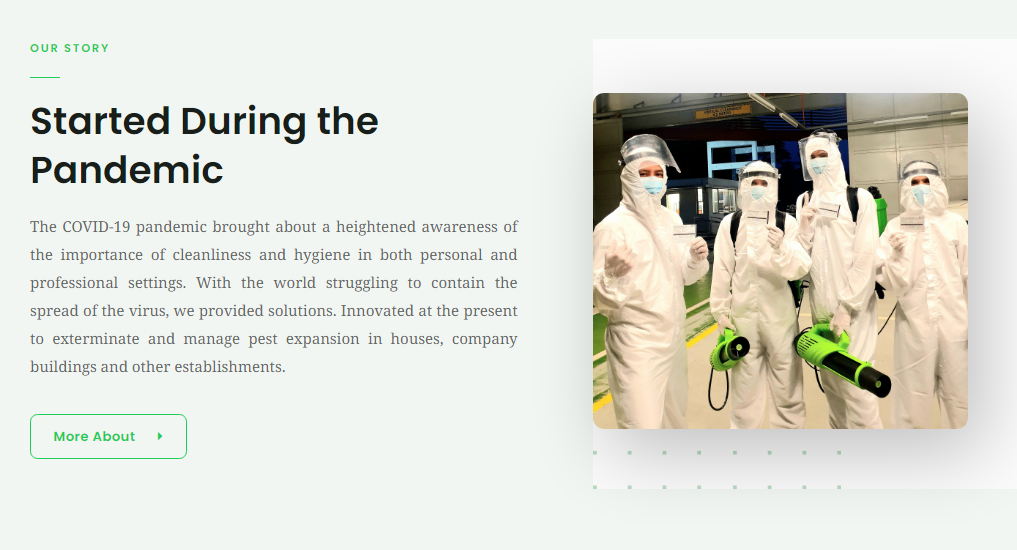 OUR STORY
Started During the
Pandemic
The COVID-19 pandemic brought about a heightened awareness of
the importance of cleanliness and hygiene in both personal and
professional settings. With the world struggling to contain the
spread of the virus, we provided solutions. Innovated at the present
to exterminate and manage pest expansion in houses, company
buildings and other establishments.
More About